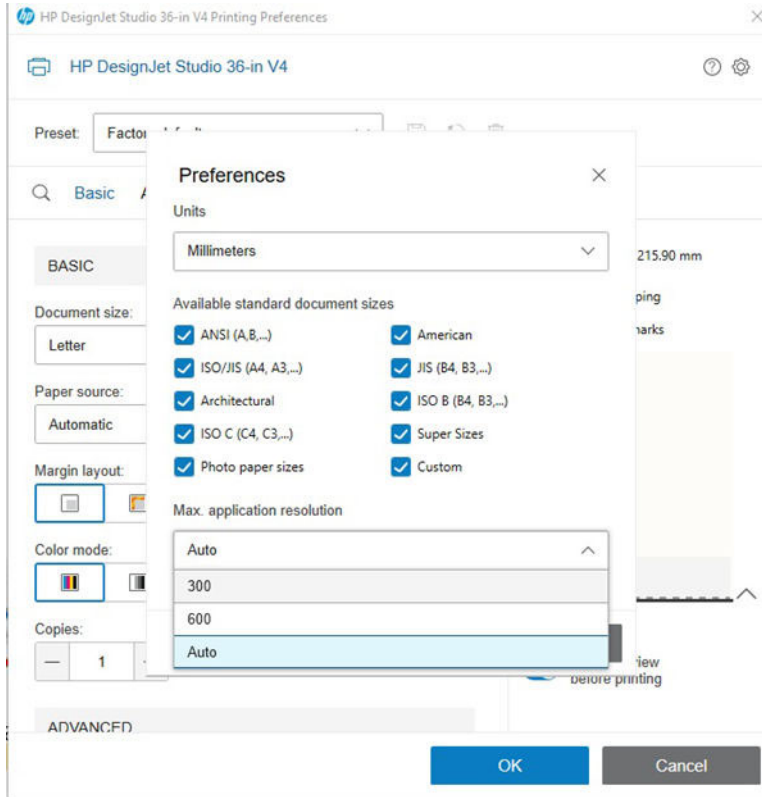 hp HP DesignJet Studio 36-in V4 Printing Preferences
HP DesignJet Studio 36-in V4
Preset:
Preferences
Units
Millimeters
Basic
BASIC
215.90 mm
Available standard document sizes
Document size:
Letter
ANSI (A,B,...)
American
ISO/JIS (A4, A3,...)
JIS (B4, B3,...)
Paper source:
Automatic
Architectural
ISO B (B4, B3,...)
ISO C (C4, C3,...)
Super Sizes
Photo paper sizes
Custom
Margin layout:
Max. application resolution
Auto
300
600
Auto
Color mode:
Copies:
1
before printing
ADVANCED
OK
Cancel